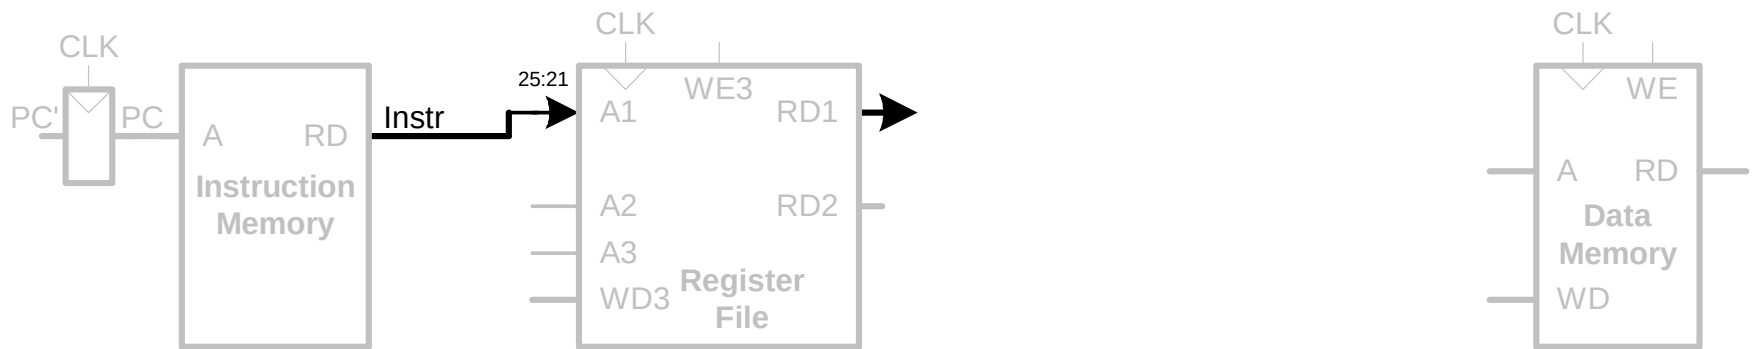 CLK
CLK
CLK
25:21
PC'
PC
A
RD
Instruction
Memory
Instr
A1
WE3
RD1
A2
RD2
A3
WD3
Register
File
WE
A
RD
Data
Memory
WD